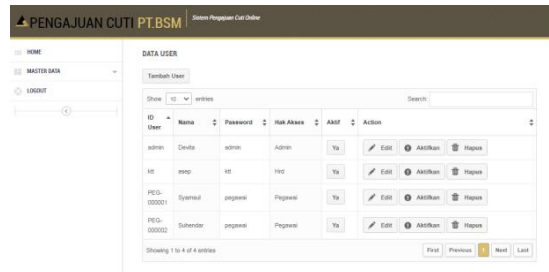 PENGAJUAN CUTI PT.BSM
Sistem Pengajuan Cuti Online
HOME
MASTER DATA
LOGOUT
DATA USER
Tambah User
Show 10 entries
Search:
ID User Nama Password Hak Akses Aktif Action
admin Devita admin Admin Ya Edit Aktifkan Hapus
ktt asep ktt Hrd Ya Edit Aktifkan Hapus
PEG-000001 Syamsul pegawai Pegawai Ya Edit Aktifkan Hapus
PEG-000002 Suhendar pegawai Pegawai Ya Edit Aktifkan Hapus
Showing 1 to 4 of 4 entries
First Previous 1 Next Last